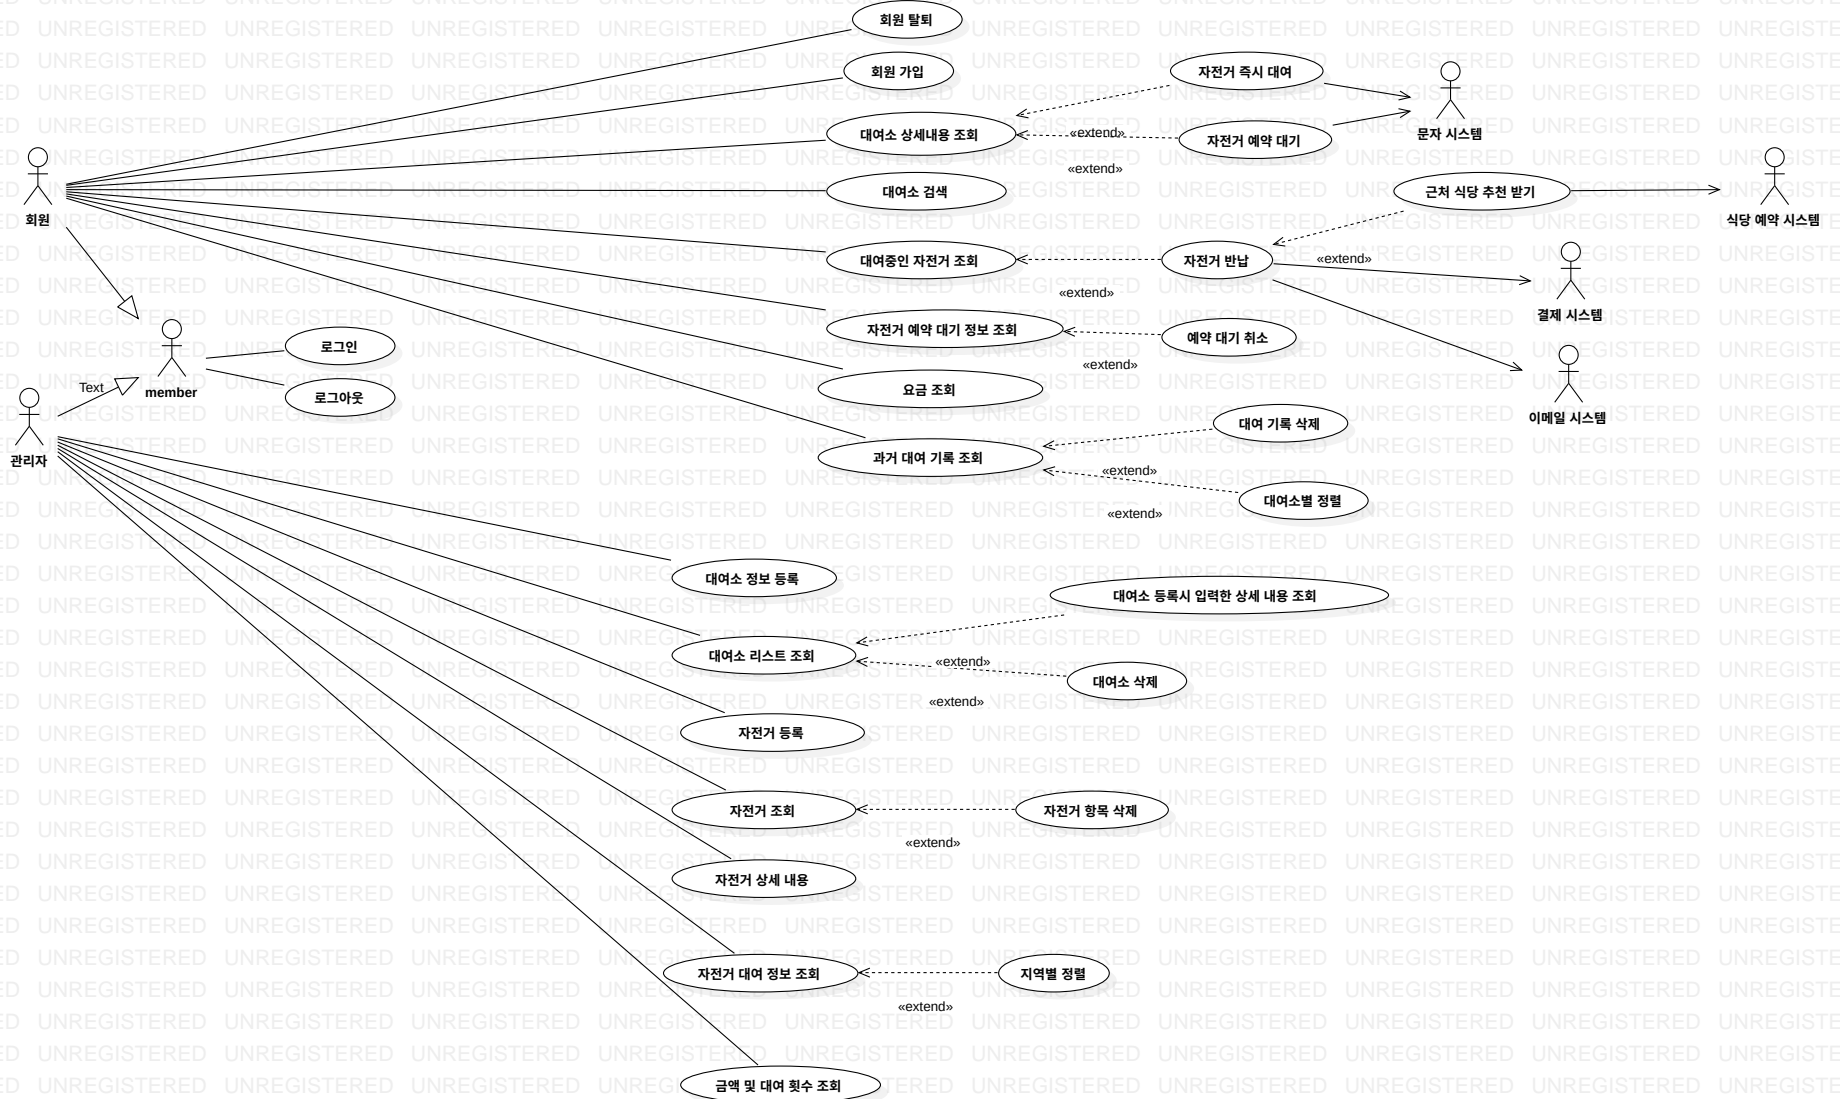 회원 탈퇴
회원 가입
자전거 즉시 대여
대여소 상세내용 조회
«extend»
자전거 예약 대기
문자 시스템
«extend»
대여소 검색
근처 식당 추천 받기
회원
식당 예약 시스템
대여중인 자전거 조회
자전거 반납
«extend»
«extend»
결제 시스템
자전거 예약 대기 정보 조회
예약 대기 취소
로그인
«extend»
Text
member
로그아웃
요금 조회
이메일 시스템
대여 기록 삭제
관리자
과거 대여 기록 조회
«extend»
대여소별 정렬
«extend»
대여소 정보 등록
대여소 등록시 입력한 상세 내용 조회
대여소 리스트 조회
«extend»
대여소 삭제
«extend»
자전거 등록
자전거 조회
자전거 항목 삭제
«extend»
자전거 상세 내용
자전거 대여 정보 조회
지역별 정렬
«extend»
금액 및 대여 횟수 조회
UNREGISTERED